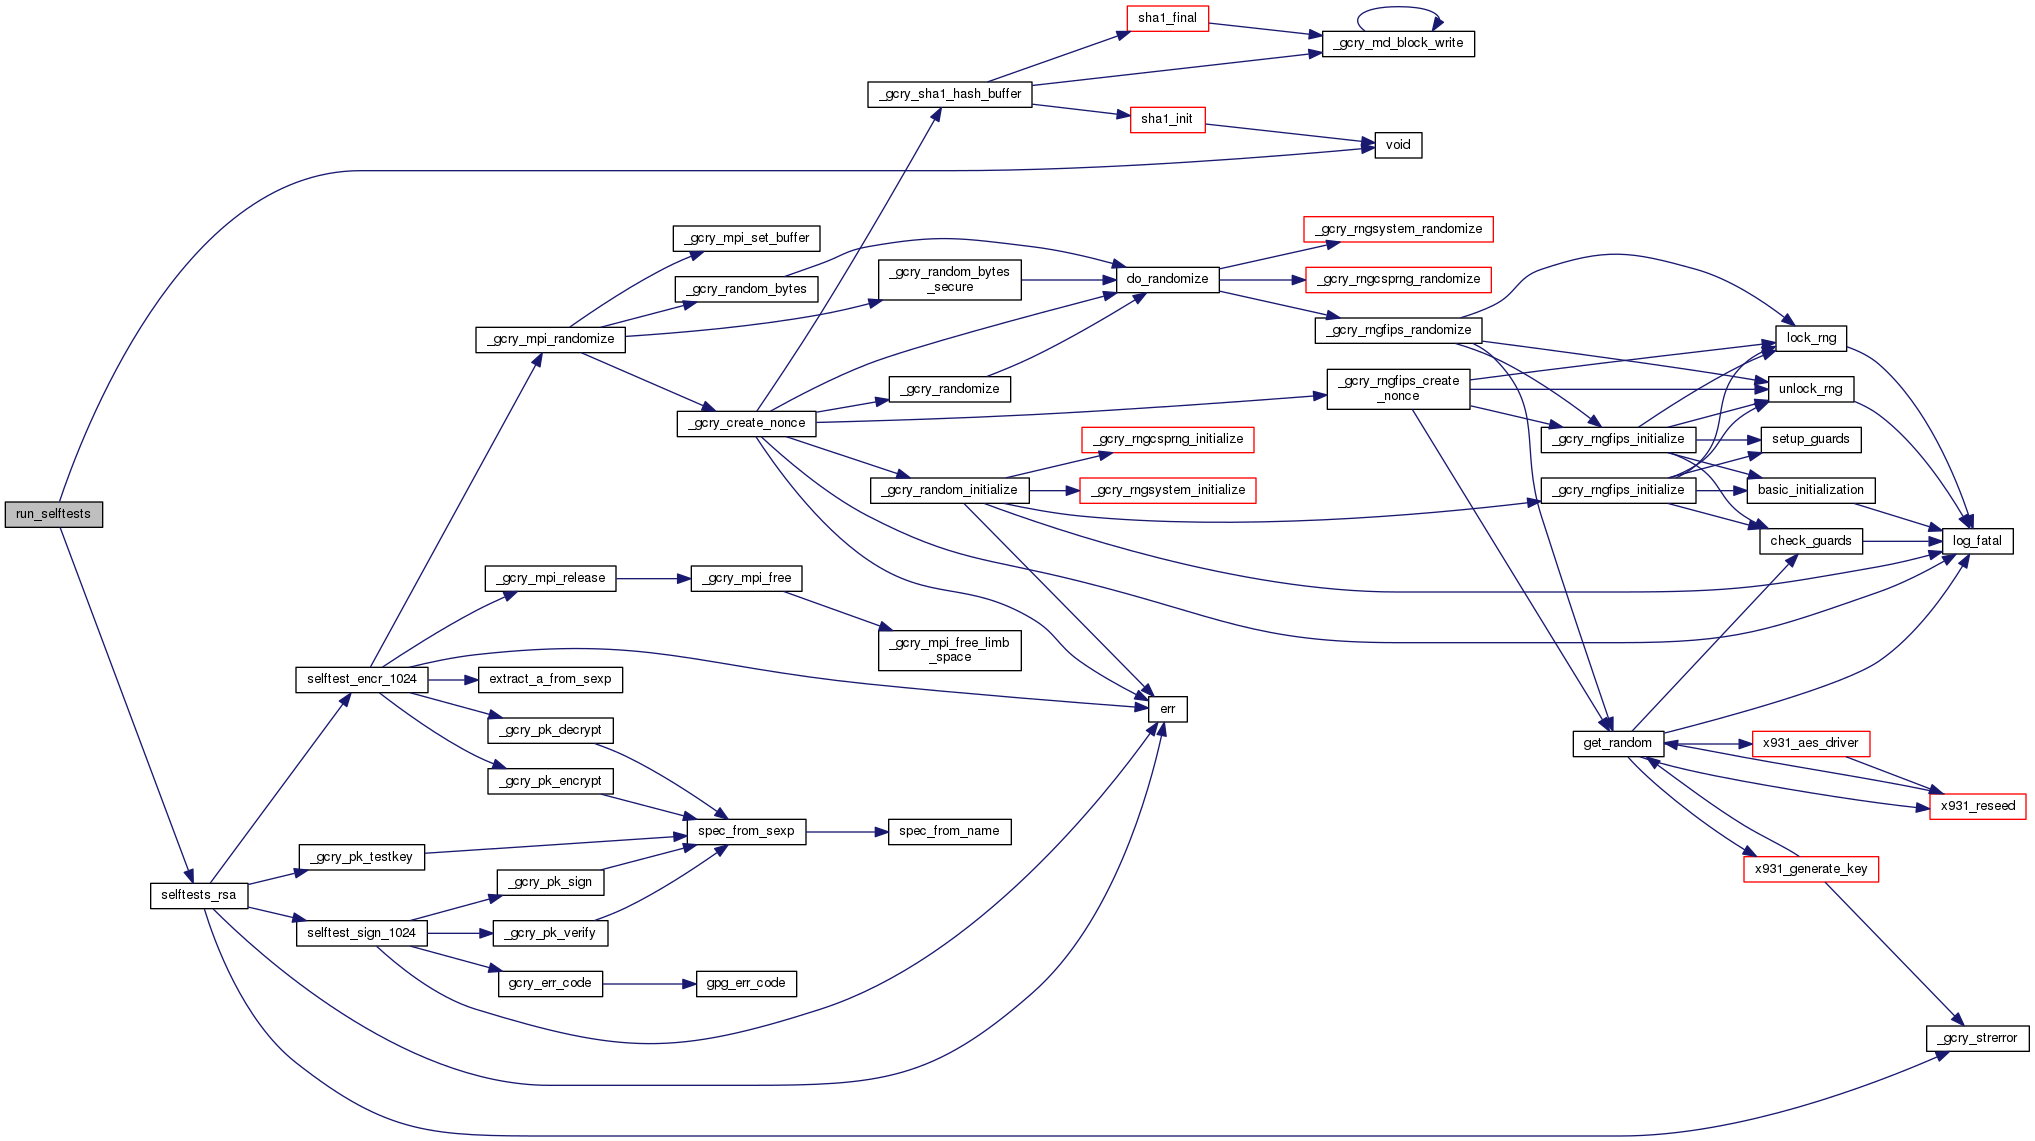 sha1_final
_gcry_md_block_write
_gcry_sha1_hash_buffer
sha1_init
void
_gcry_mpi_set_buffer
_gcry_rngsystem_randomize
_gcry_random_bytes
_gcry_random_bytes
_secure
do_randomize
_gcry_rngcsprng_randomize
_gcry_mpi_randomize
_gcry_rngfips_randomize
lock_rng
_gcry_randomize
_gcry_rngfips_create
_nonce
unlock_rng
_gcry_create_nonce
_gcry_rngcsprng_initialize
_gcry_rngfips_initialize
setup_guards
_gcry_random_initialize
_gcry_rngsystem_initialize
_gcry_rngfips_initialize
basic_initialization
run_selftests
check_guards
log_fatal
_gcry_mpi_release
_gcry_mpi_free
_gcry_mpi_free_limb
_space
selftest_encr_1024
extract_a_from_sexp
err
_gcry_pk_decrypt
get_random
x931_aes_driver
_gcry_pk_encrypt
x931_reseed
spec_from_sexp
spec_from_name
_gcry_pk_testkey
x931_generate_key
selftests_rsa
_gcry_pk_sign
selftest_sign_1024
_gcry_pk_verify
gcry_err_code
gpg_err_code
_gcry_strerror